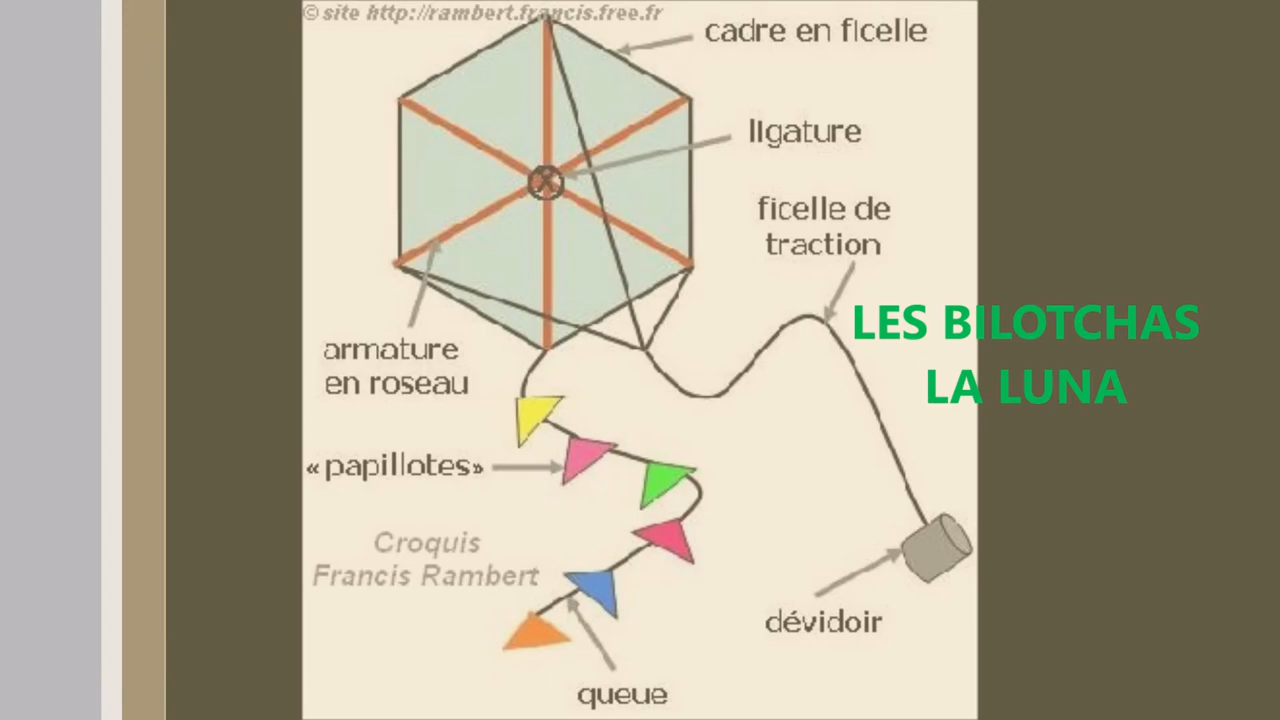 © site http://rambert.francis.free.fr
cadre en ficelle
ligature
ficelle de
traction
LES BILOTCHAS
LA LUNA
armature
en roseau
«papillotes»
Croquis
Francis Rambert
dévidoir
queue